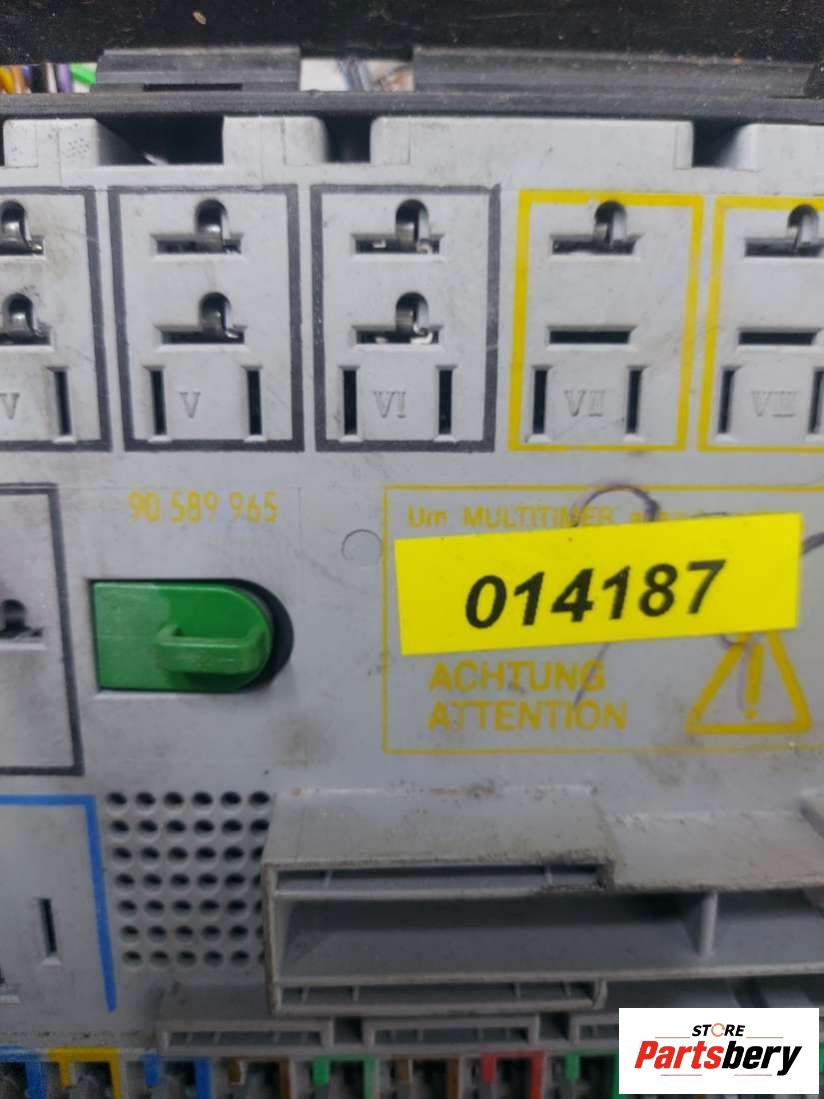 V V VI VII VIII
90 589 965
Um MULTITIMER
014187
ACHTUNG
ATTENTION
STORE
Partsbery